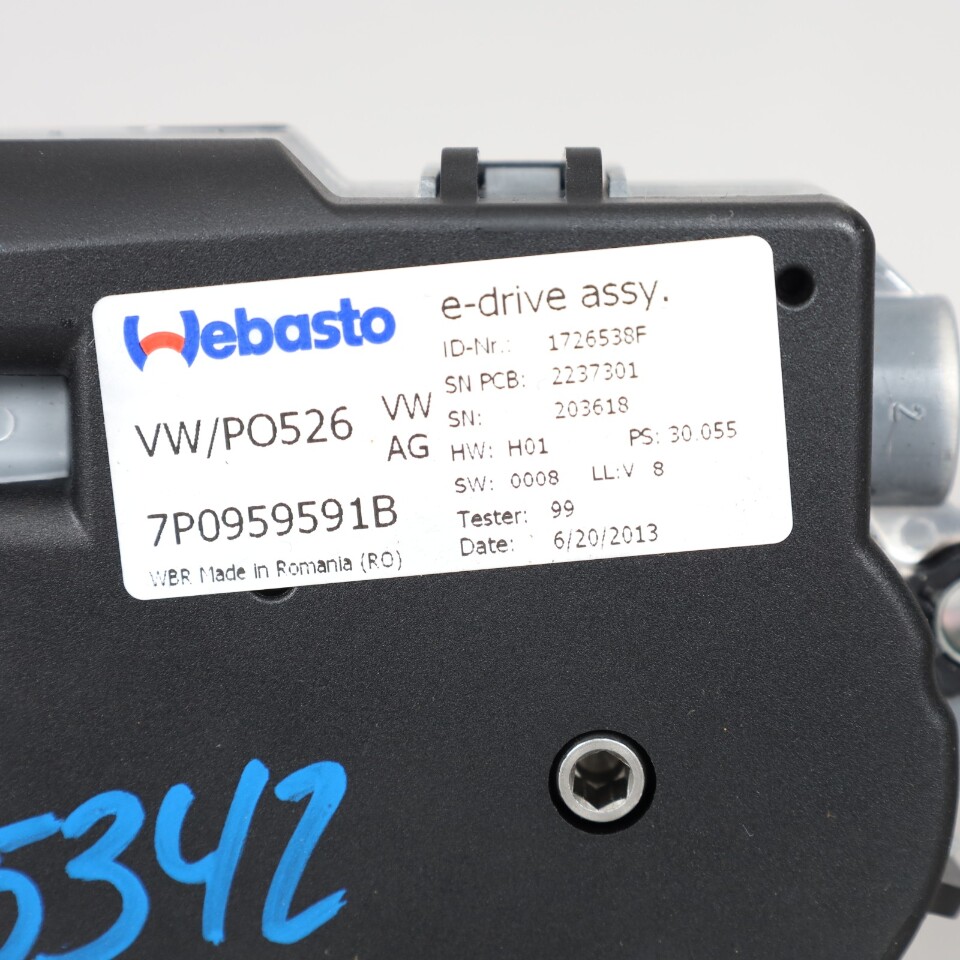 Webasto
VW/PO526 VW AG
7P0959591B
WBR Made in Romania (RO)
e-drive assy.
ID-Nr.: 1726538F
SN PCB: 2237301
SN: 203618
HW: H01 PS: 30.055
SW: 0008 LL:V 8
Tester: 99
Date: 6/20/2013
2
5342